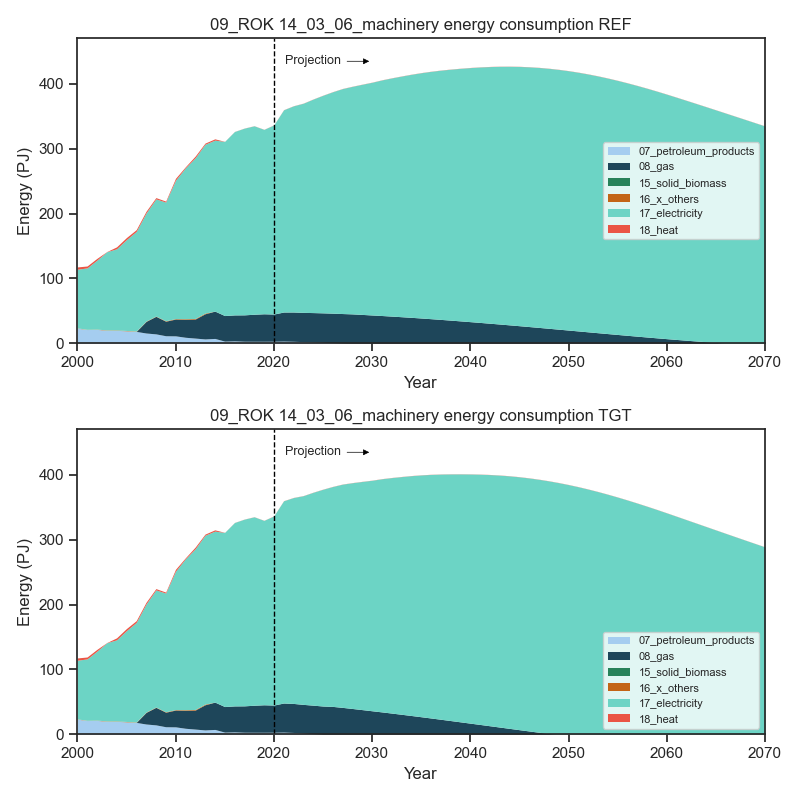 09_ROK 14_03_06_machinery energy consumption REF
Projection
Energy (PJ)
400
300
200
100
0
07_petroleum_products
08_gas
15_solid_biomass
16_x_others
17_electricity
18_heat
2000 2010 2020 2030 2040 2050 2060 2070
Year
09_ROK 14_03_06_machinery energy consumption TGT
Projection
Energy (PJ)
400
300
200
100
0
07_petroleum_products
08_gas
15_solid_biomass
16_x_others
17_electricity
18_heat
2000 2010 2020 2030 2040 2050 2060 2070
Year